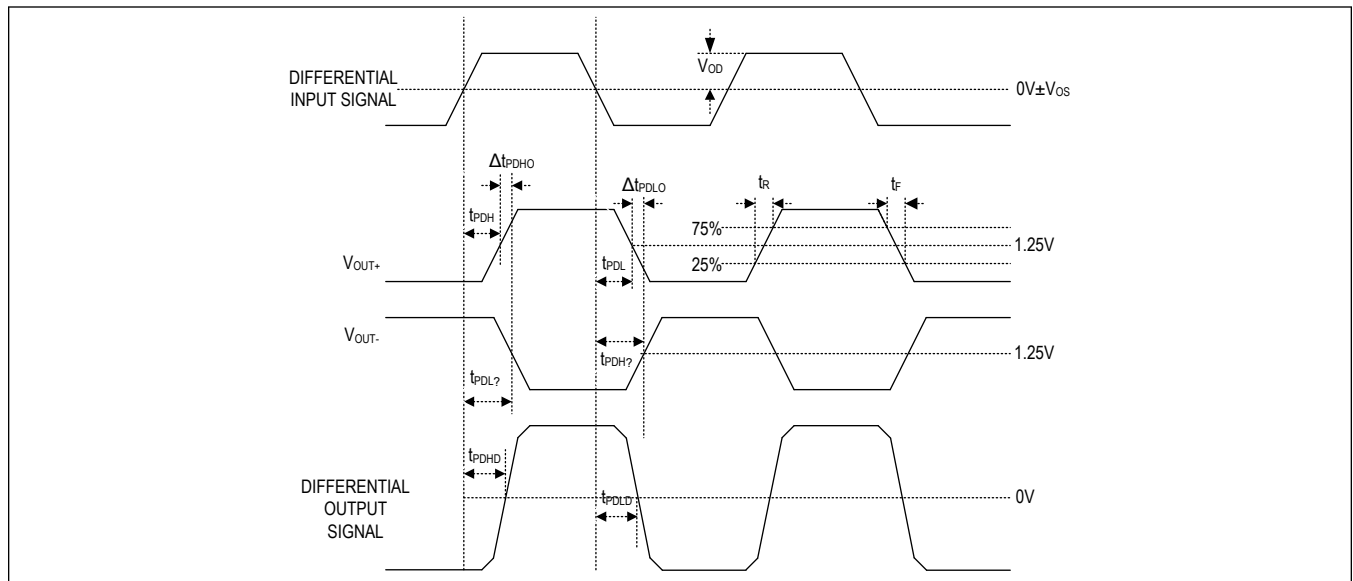 DIFFERENTIAL
INPUT SIGNAL
VOD
0V±VOS
ΔtPDHO
ΔtPDLO
tR
tF
tPDH
75%
1.25V
tPDL
25%
VOUT+
VOUT-
tPDH?
1.25V
tPDL?
tPDHD
DIFFERENTIAL
OUTPUT
SIGNAL
tPDLD
0V